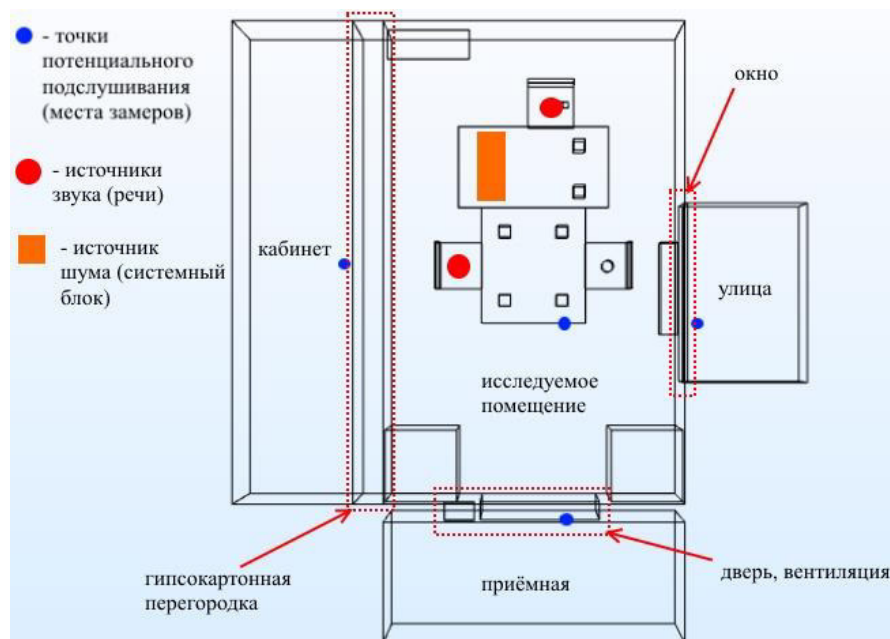 - точки
потенциального
подслушивания
(места замеров)
- источники
звука (речи)
- источник
шума (системный
блок)
кабинет
окно
улица
исследуемое
помещение
гипсокартонная
перегородка
приёмная
дверь, вентиляция